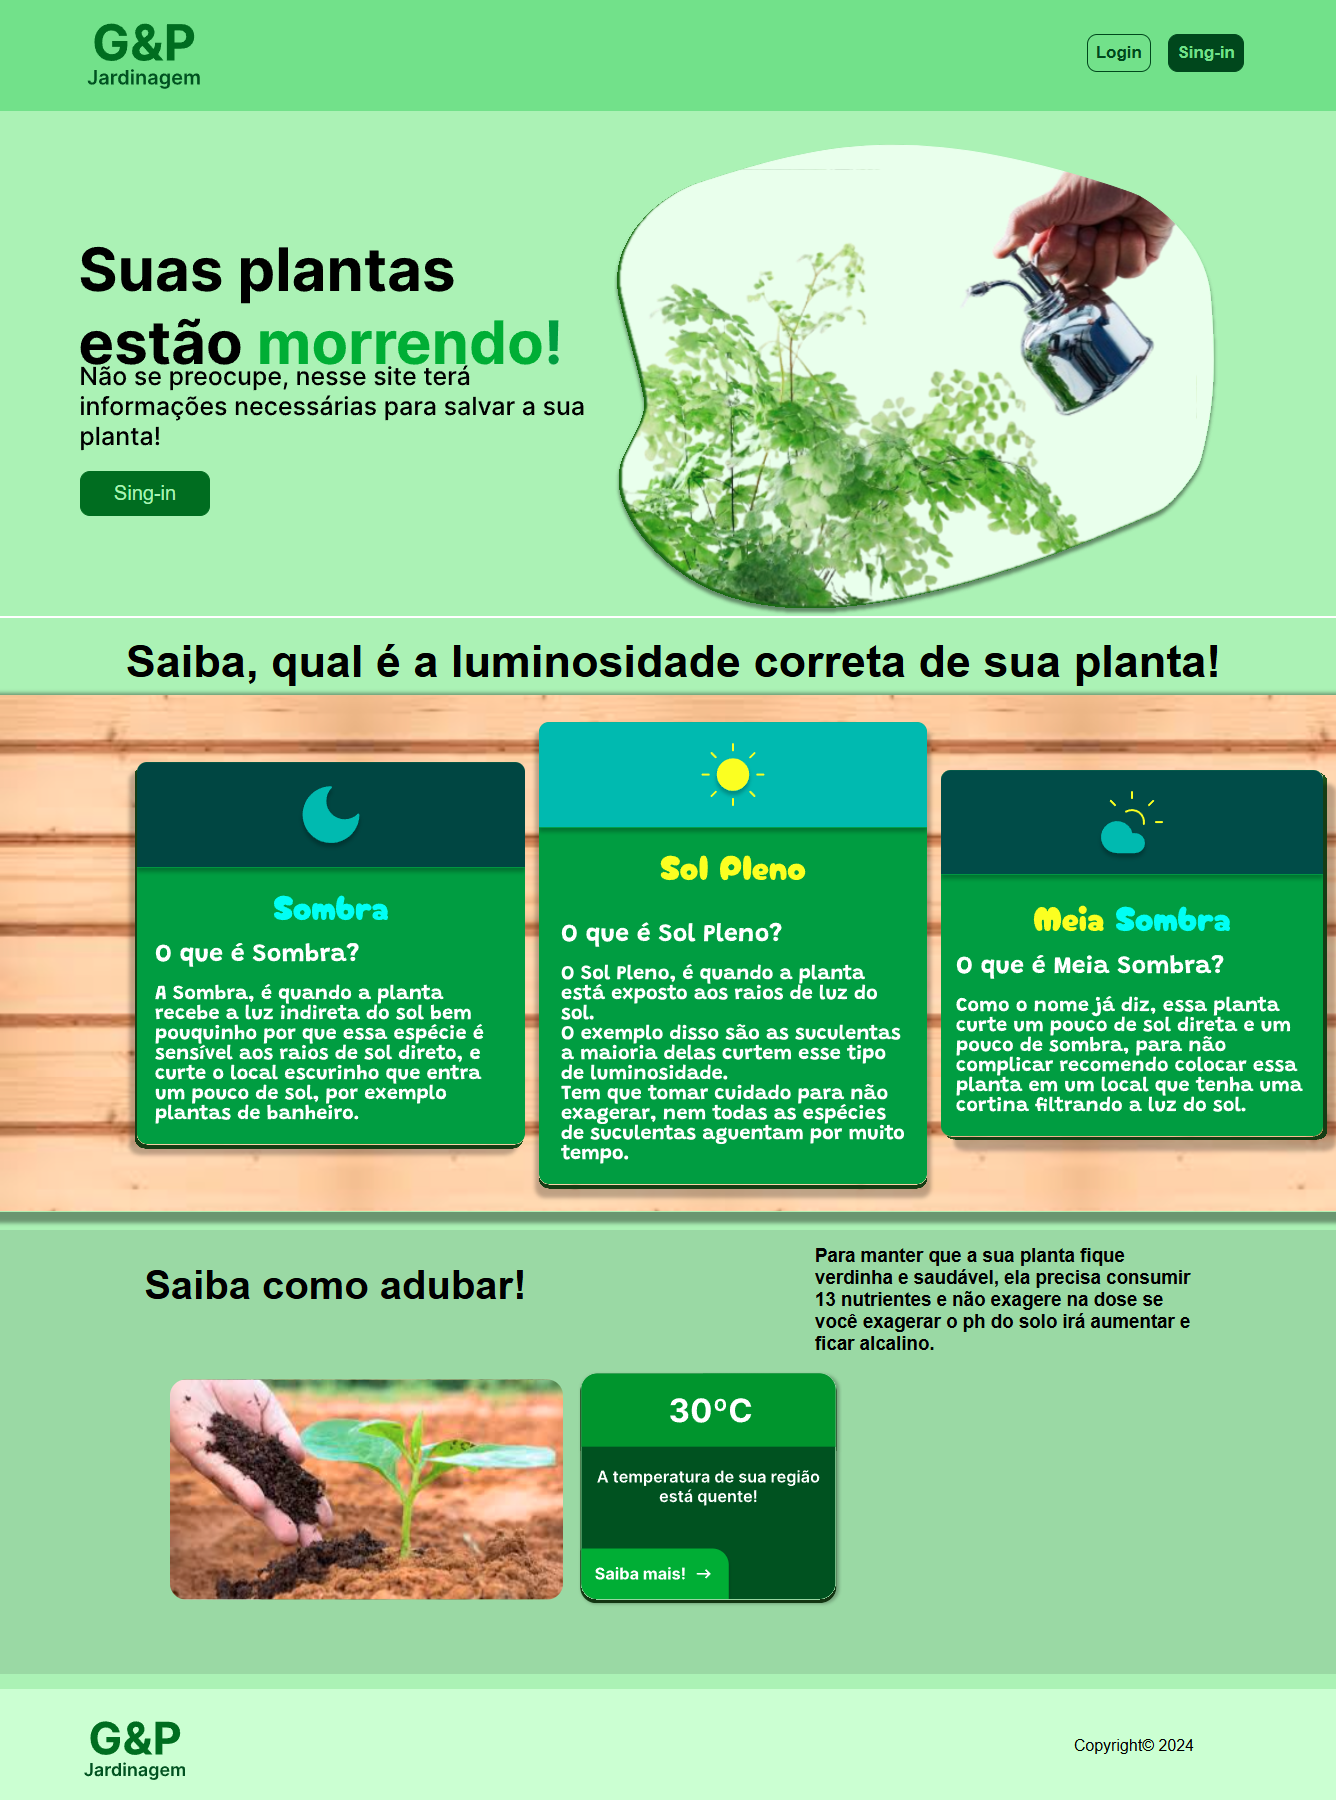 G&P
Jardinagem
Login
Sing-in
Suas plantas
estão morrendo!
Não se preocupe, nesse site terá
informações necessárias para salvar a sua
planta!
Sing-in
Saiba, qual é a luminosidade correta de sua planta!
Sombra
O que é Sombra?
A Sombra, é quando a planta
recebe a luz indireta do sol bem
pouquinho por que essa espécie é
sensível aos raios de sol direto, e
curte o local escurinho que entra
um pouco de sol, por exemplo
plantas de banheiro.
Sol Pleno
O que é Sol Pleno?
O Sol Pleno, é quando a planta
está exposto aos raios de luz do
sol.
O exemplo disso são as suculentas
a maioria delas curtem esse tipo
de luminosidade.
Tem que tomar cuidado para não
exagerar, nem todas as espécies
de suculentas aguentam por muito
tempo.
Meia Sombra
O que é Meia Sombra?
Como o nome já diz, essa planta
curte um pouco de sol direta e um
pouco de sombra, para não
complicar recomendo colocar essa
planta em um local que tenha uma
cortina filtrando a luz do sol.
Saiba como adubar!
Para manter que a sua planta fique
verdinha e saudável, ela precisa consumir
13 nutrientes e não exagere na dose se
você exagerar o ph do solo irá aumentar e
ficar alcalino.
30ºC
A temperatura de sua região
está quente!
Saiba mais! →
G&P
Jardinagem
Copyright© 2024